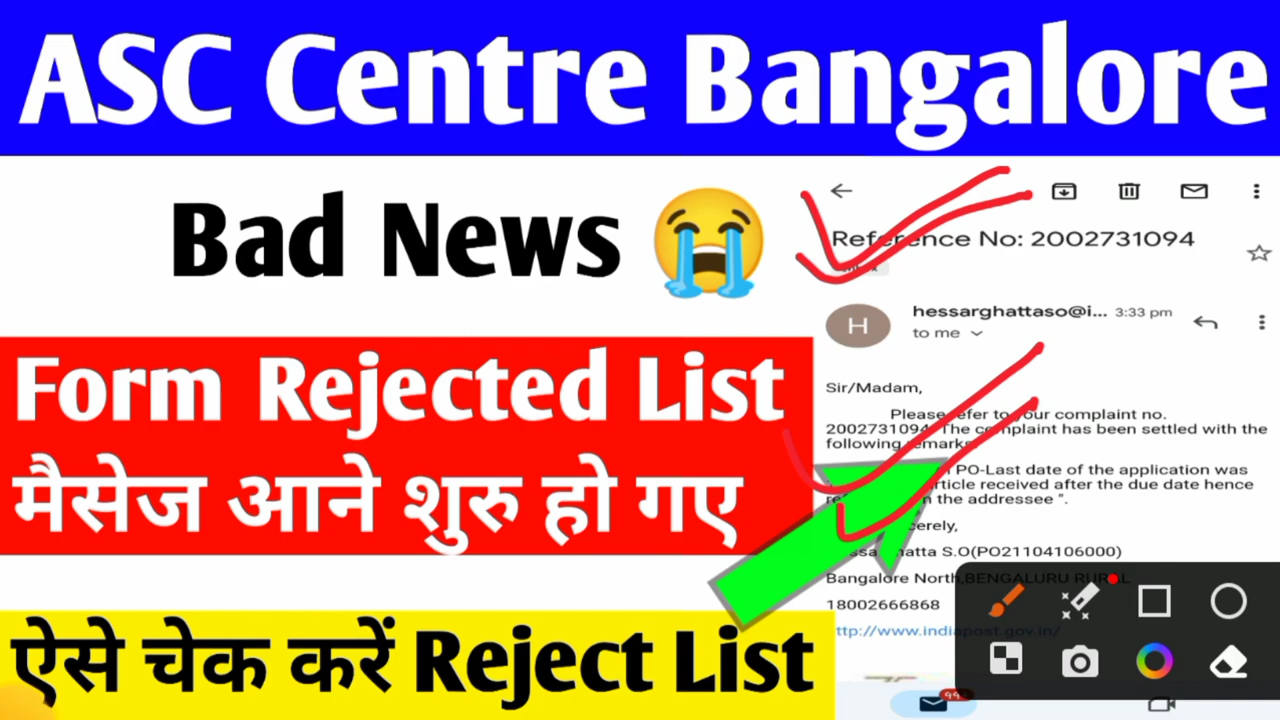 ASC Centre Bangalore
Bad News
Form Rejected List
मैसेज आने शुरु हो गए
ऐसे चेक करें Reject List
Reference No: 2002731094
H
hessarghattaso@i... 3:33 pm
to me
Sir/Madam,
Please refer to your complaint no.
2002731094. The complaint has been settled with the
following remarks
PO-Last date of the application was
article received after the due date hence
the addressee ".
S.O(PO21104106000)
Bangalore North,BENGALURU RURAL
18002666868
http://www.indiapost.gov.in/
99